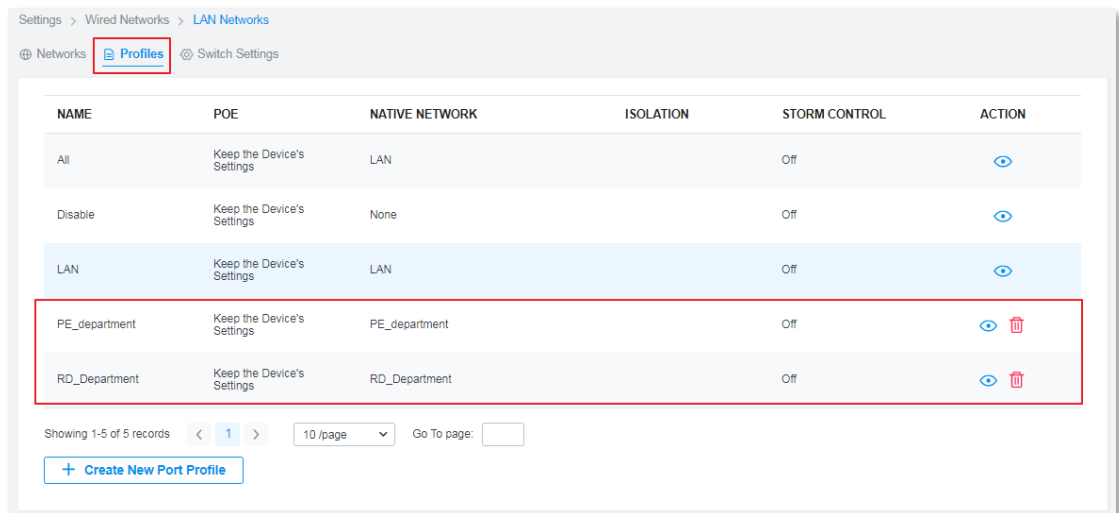 Settings > Wired Networks > LAN Networks
Networks Profiles Switch Settings
NAME POE NATIVE NETWORK ISOLATION STORM CONTROL ACTION
All Keep the Device's Settings LAN Off
Disable Keep the Device's Settings None Off
LAN Keep the Device's Settings LAN Off
PE_department Keep the Device's Settings PE_department Off
RD_Department Keep the Device's Settings RD_Department Off
Showing 1-5 of 5 records < 1 > 10 /page Go To page:
+ Create New Port Profile